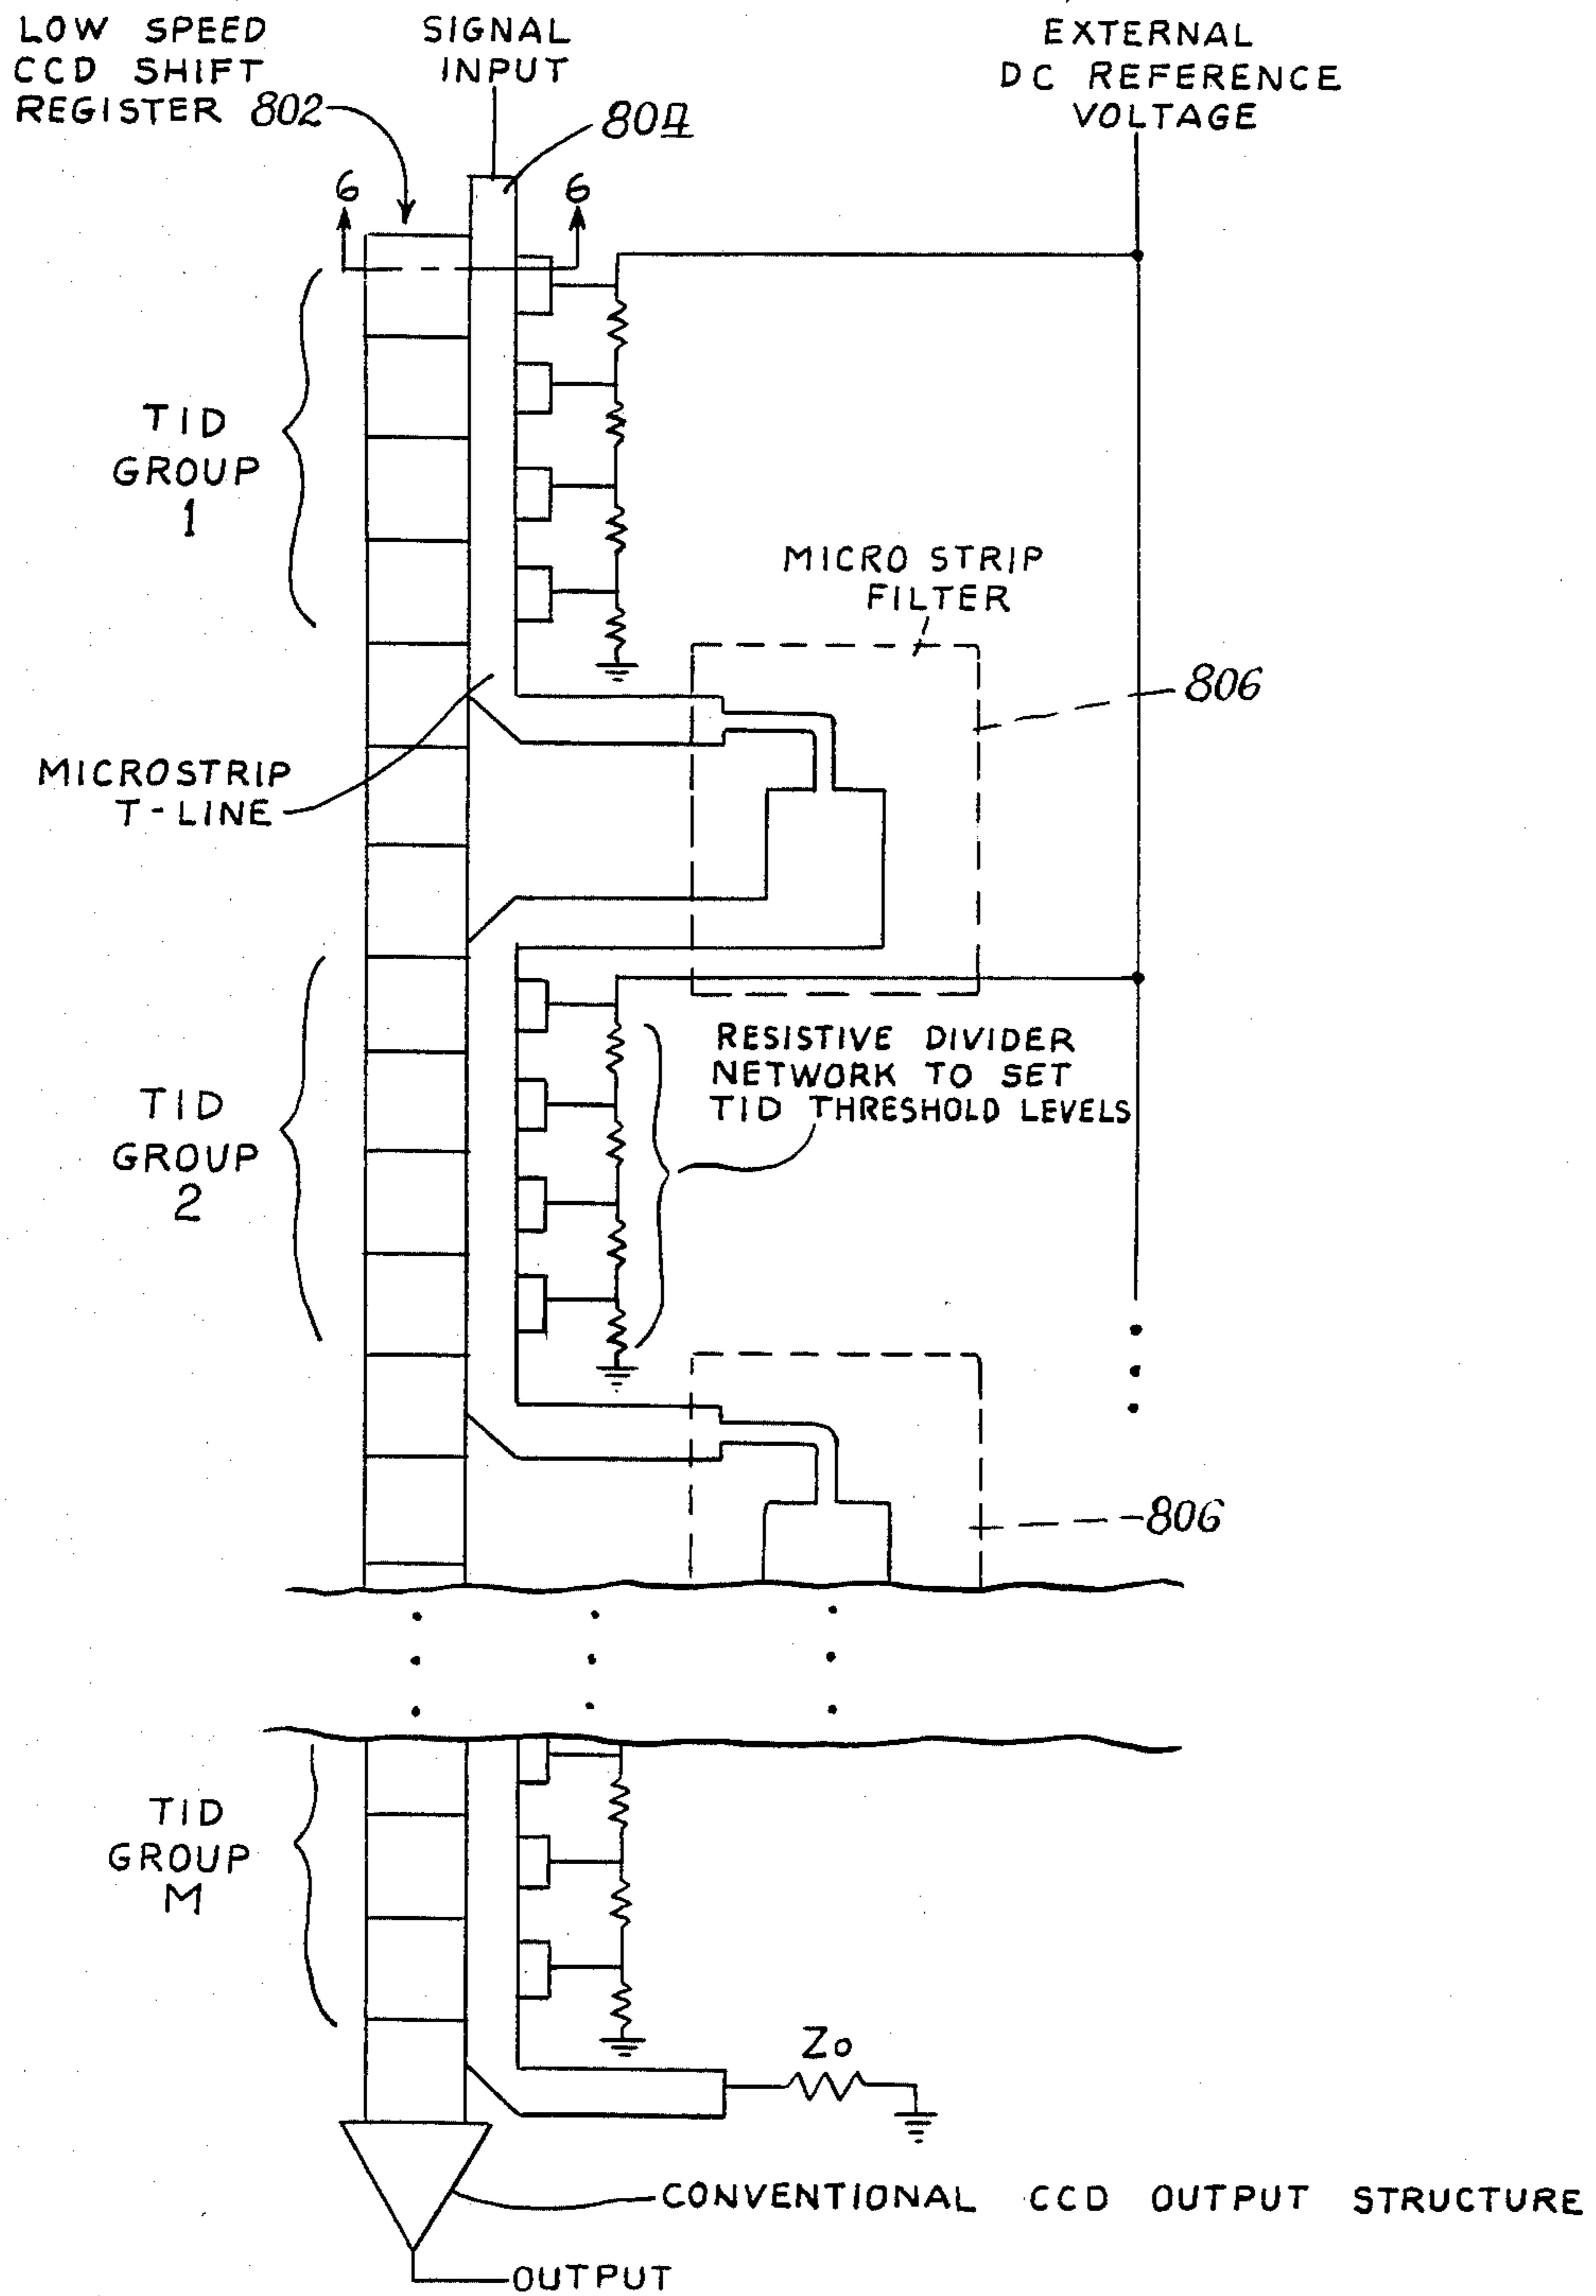 LOW SPEED
CCD SHIFT
REGISTER 802
SIGNAL
INPUT
804
EXTERNAL
DC REFERENCE
VOLTAGE
6
6
TID
GROUP
1
MICRO STRIP
FILTER
806
MICROSTRIP
T-LINE
RESISTIVE DIVIDER
NETWORK TO SET
TID THRESHOLD LEVELS
TID
GROUP
2
806
TID
GROUP
M
Zo
CONVENTIONAL CCD OUTPUT STRUCTURE
OUTPUT